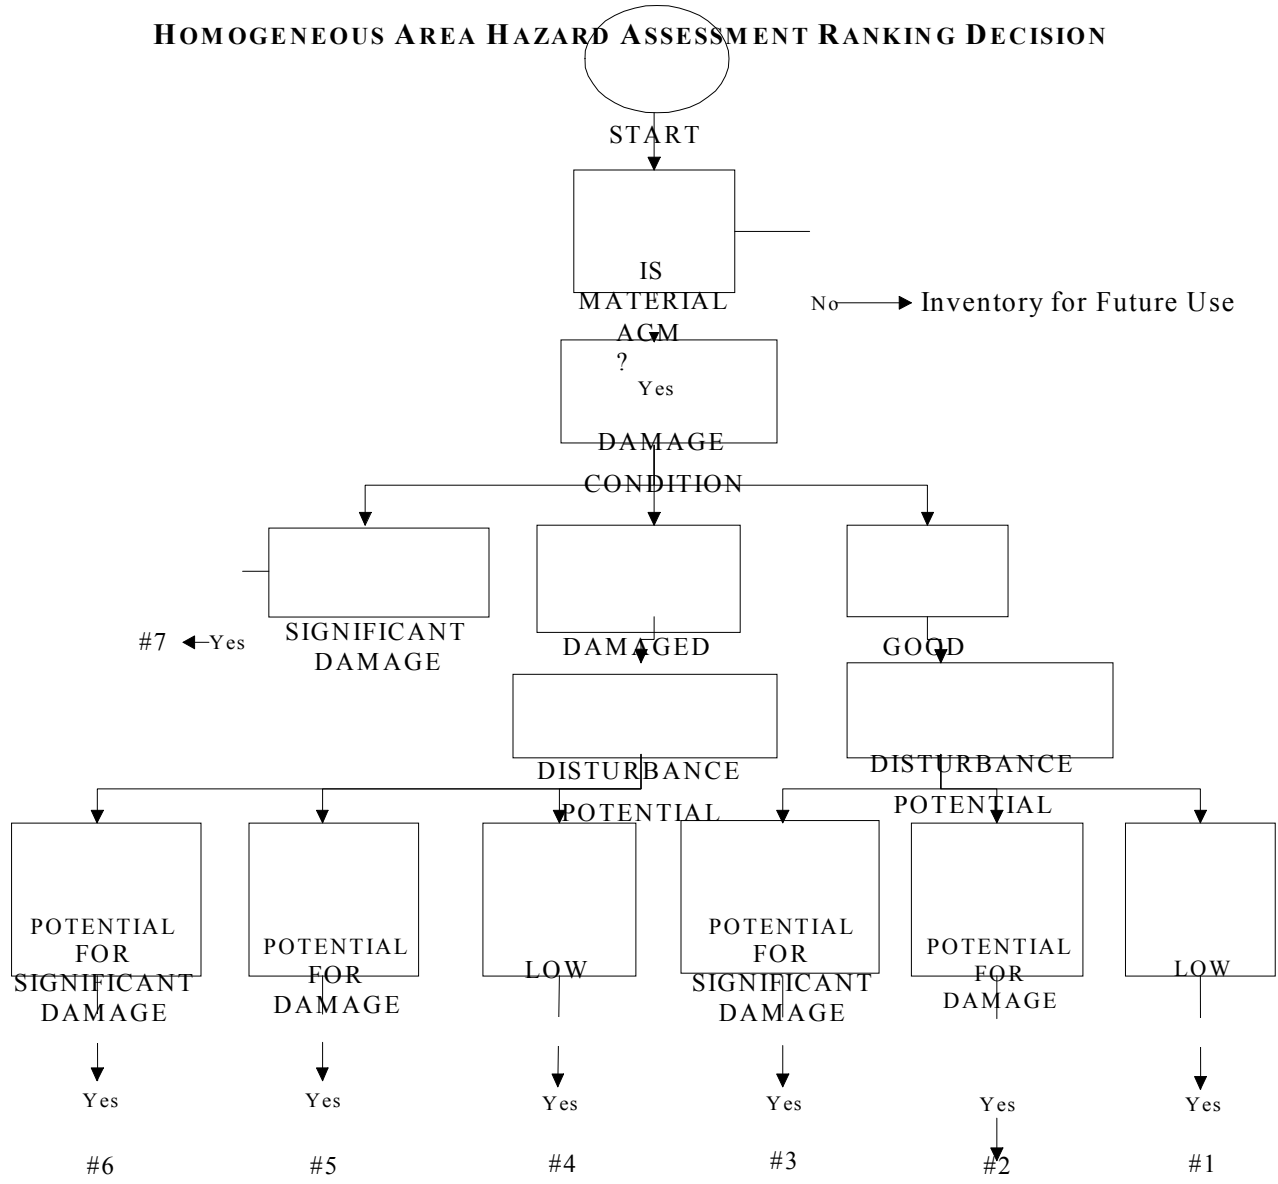 HOMOGENEOUS AREA HAZARD ASSESSMENT RANKING DECISION
START
IS
MATERIAL
ACM
?
No
Inventory for Future Use
Yes
DAMAGE
CONDITION
SIGNIFICANT
DAMAGE
DAMAGED
GOOD
#7
Yes
DISTURBANCE
POTENTIAL
DISTURBANCE
POTENTIAL
POTENTIAL
FOR
SIGNIFICANT
DAMAGE
POTENTIAL
FOR
DAMAGE
LOW
POTENTIAL
FOR
SIGNIFICANT
DAMAGE
POTENTIAL
FOR
DAMAGE
LOW
Yes
Yes
Yes
Yes
Yes
Yes
#6
#5
#4
#3
#2
#1